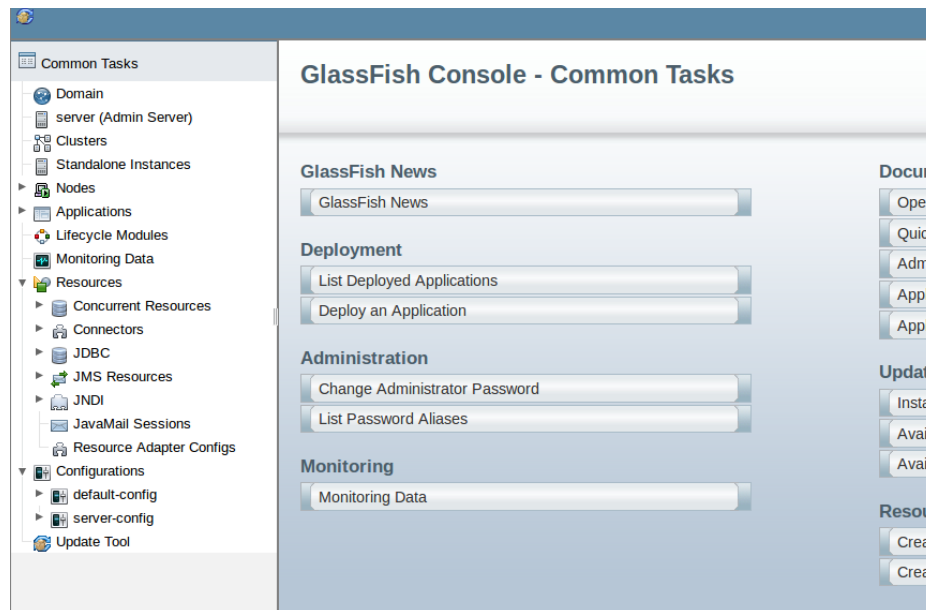 Common Tasks
Domain
server (Admin Server)
Clusters
Standalone Instances
Nodes
Applications
Lifecycle Modules
Monitoring Data
Resources
Concurrent Resources
Connectors
JDBC
JMS Resources
JNDI
JavaMail Sessions
Resource Adapter Configs
Configurations
default-config
server-config
Update Tool
GlassFish Console - Common Tasks
GlassFish News
GlassFish News
Deployment
List Deployed Applications
Deploy an Application
Administration
Change Administrator Password
List Password Aliases
Monitoring
Monitoring Data